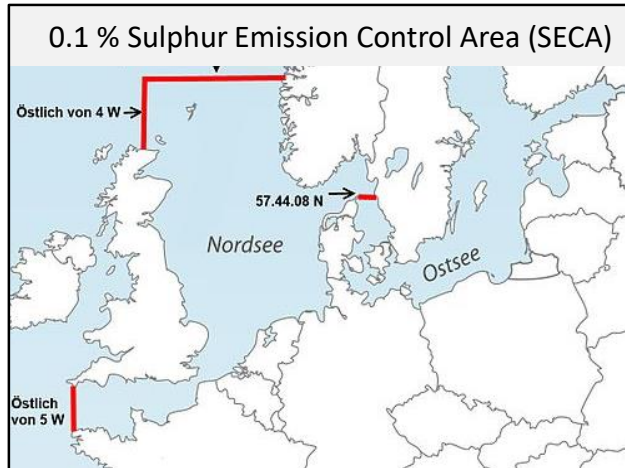 0.1 % Sulphur Emission Control Area (SECA)
Östlich von 4 W
57.44.08 N
Nordsee
Ostsee
Östlich
von 5 W